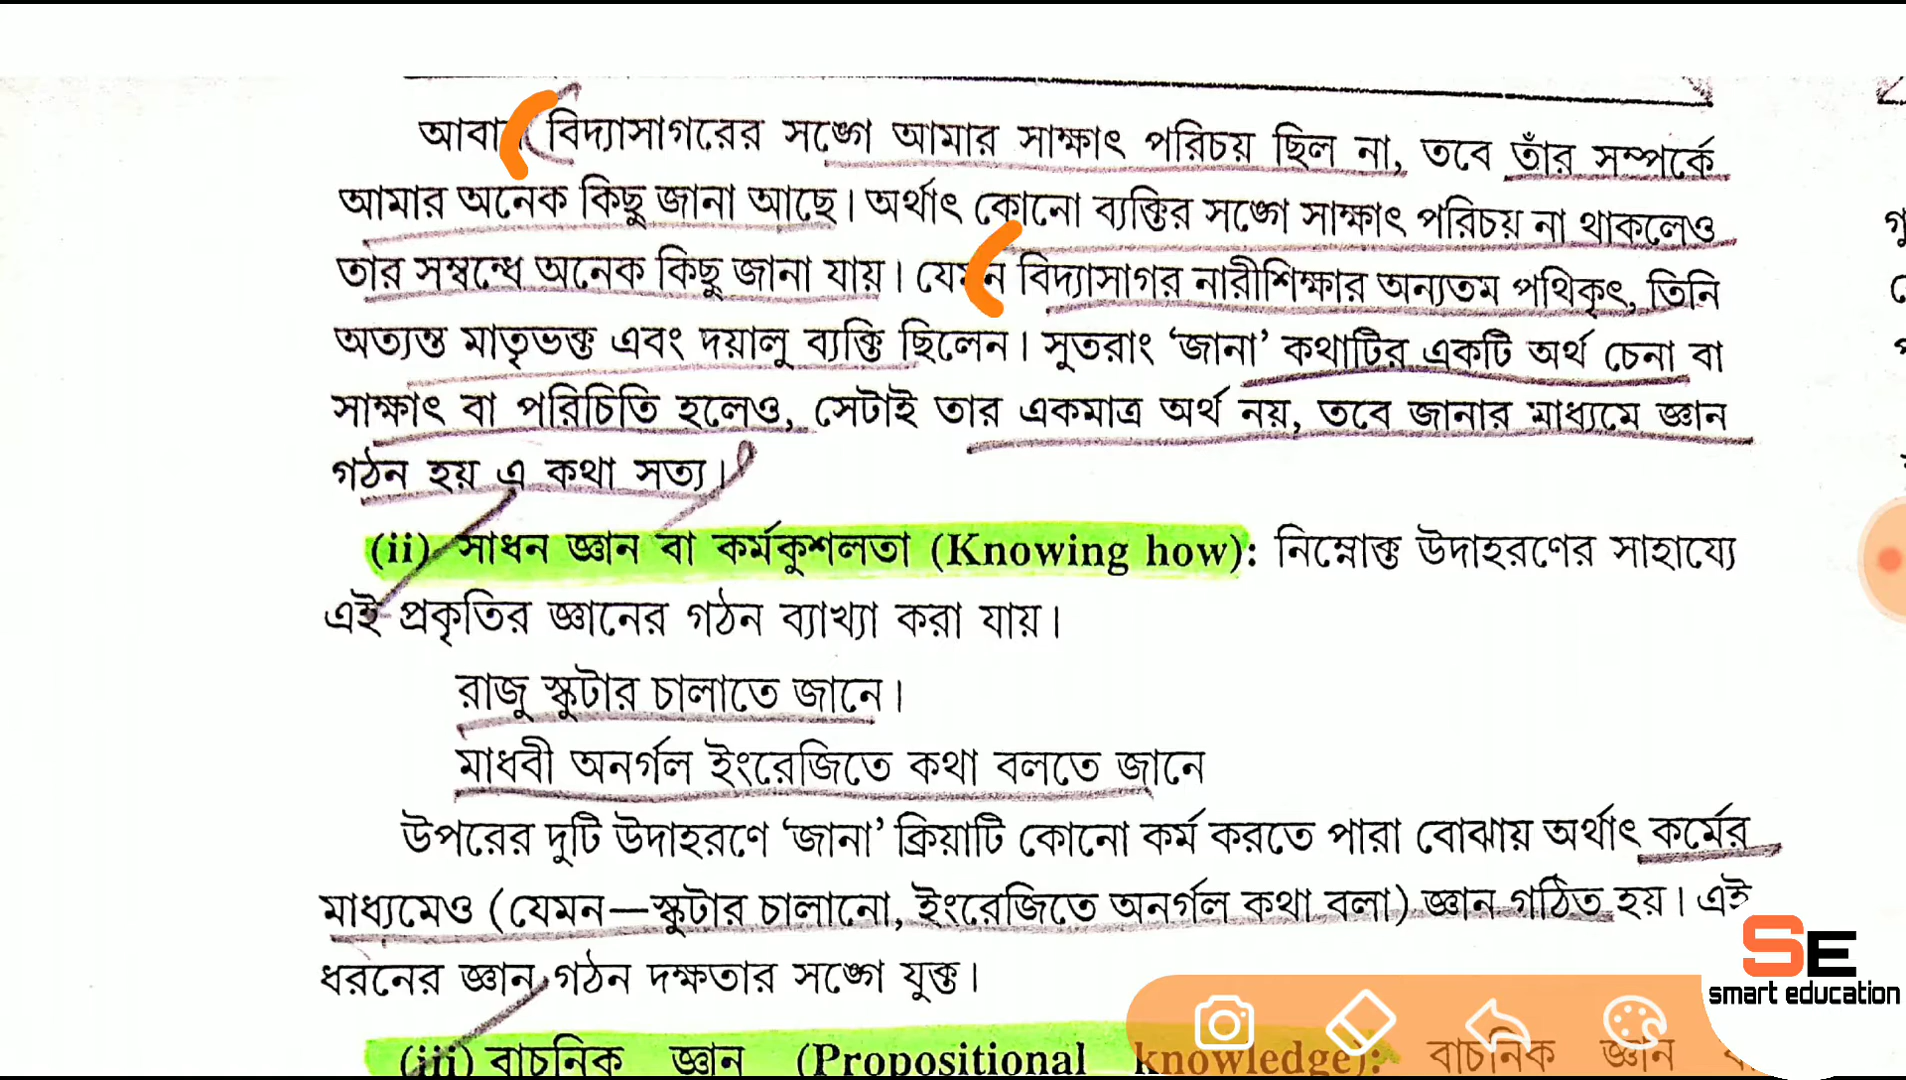 আবার বিদ্যাসাগরের সঙ্গে আমার সাক্ষাৎ পরিচয় ছিল না, তবে তাঁর সম্পর্কে
আমার অনেক কিছু জানা আছে। অর্থাৎ কোনো ব্যক্তির সঙ্গে সাক্ষাৎ পরিচয় না থাকলেও
তার সম্বন্ধে অনেক কিছু জানা যায়। যেমন বিদ্যাসাগর নারীশিক্ষার অন্যতম পথিকৃৎ, তিনি
অত্যন্ত মাতৃভক্ত এবং দয়ালু ব্যক্তি ছিলেন। সুতরাং ‘জানা’ কথাটির একটি অর্থ চেনা বা
সাক্ষাৎ বা পরিচিতি হলেও, সেটাই তার একমাত্র অর্থ নয়, তবে জানার মাধ্যমে জ্ঞান
গঠন হয় এ কথা সত্য।
(ii) সাধন জ্ঞান বা কর্মকুশলতা (Knowing how): নিম্নোক্ত উদাহরণের সাহায্যে
এই প্রকৃতির জ্ঞানের গঠন ব্যাখ্যা করা যায়।
রাজু স্কুটার চালাতে জানে।
মাধবী অনর্গল ইংরেজিতে কথা বলতে জানে
উপরের দুটি উদাহরণে ‘জানা’ ক্রিয়াটি কোনো কর্ম করতে পারা বোঝায় অর্থাৎ কর্মের
মাধ্যমেও (যেমন—স্কুটার চালানো, ইংরেজিতে অনর্গল কথা বলা) জ্ঞান গঠিত হয়। এই
ধরনের জ্ঞান গঠন দক্ষতার সঙ্গে যুক্ত।
SE
smart education
(iii) বাচনিক জ্ঞান (Propositional knowledge): বাচনিক জ্ঞান